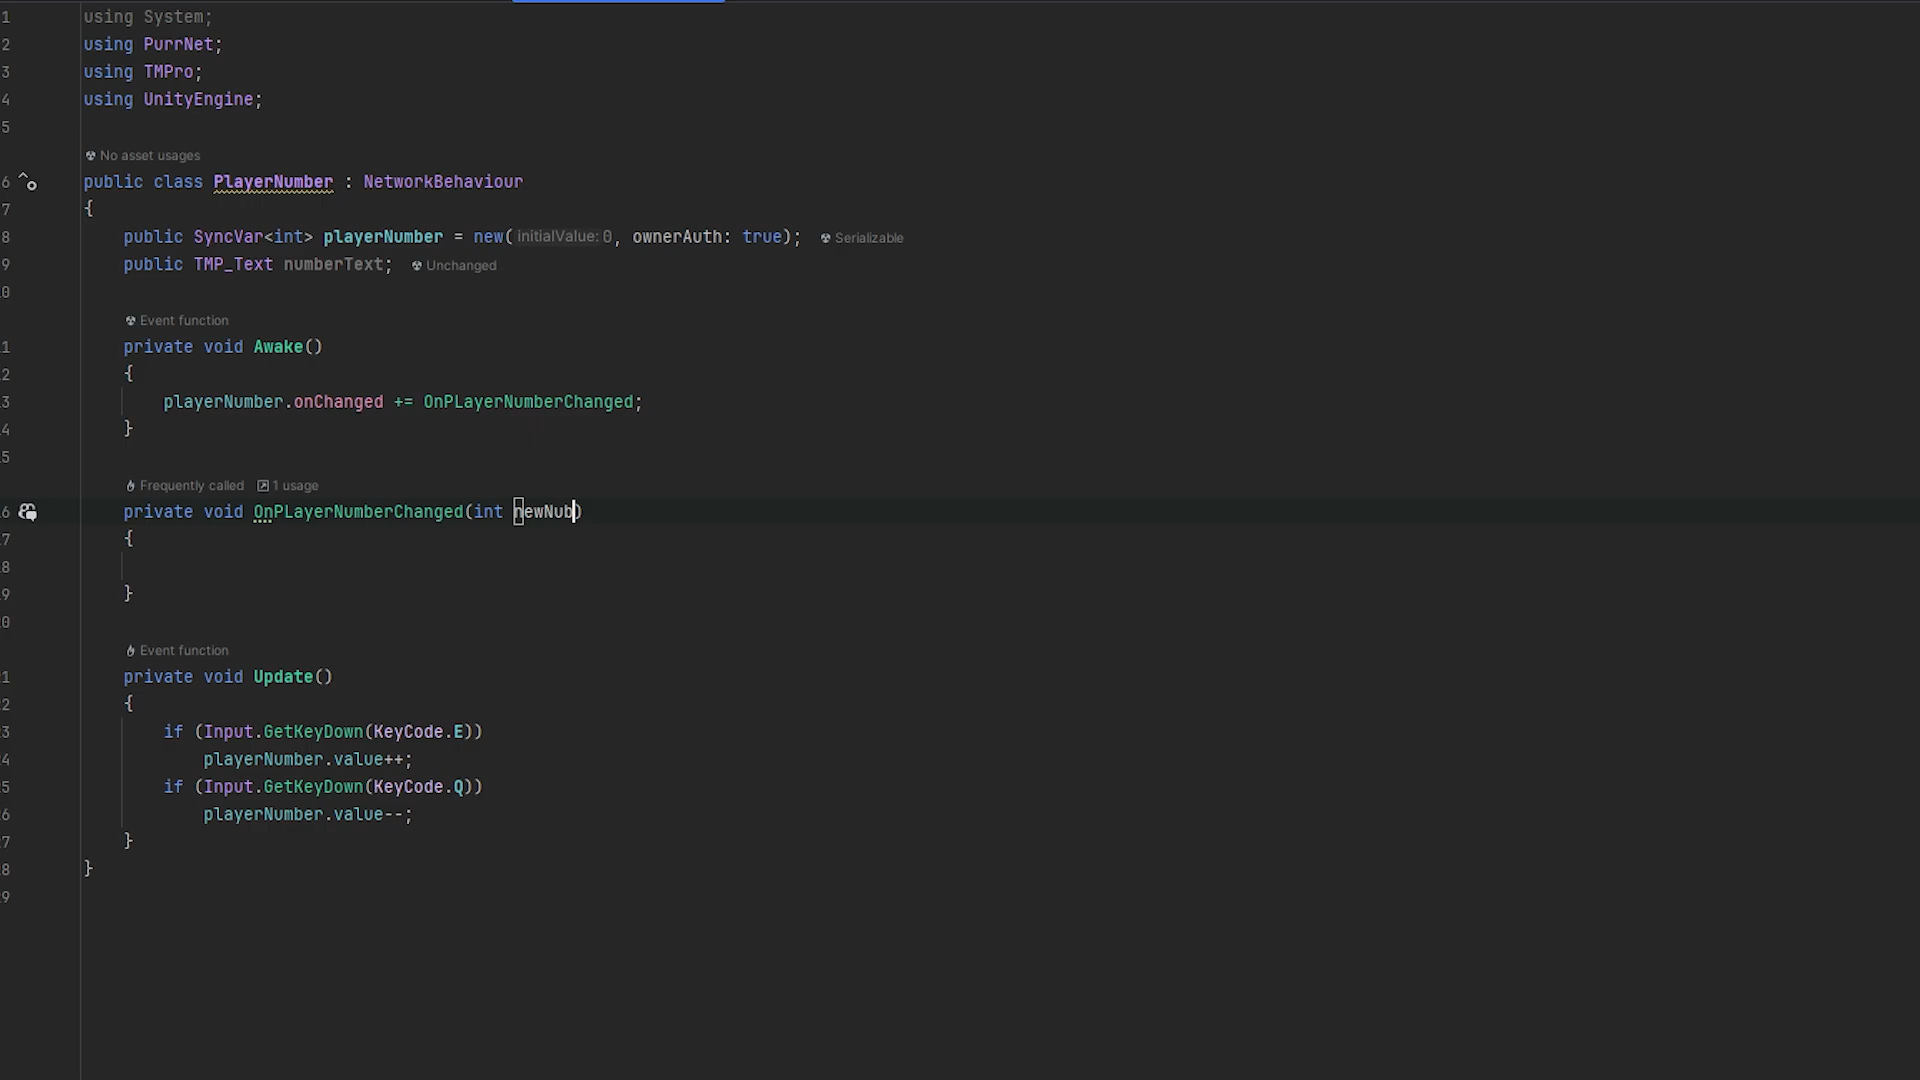 1 using System;
2 using PurrNet;
3 using TMPro;
4 using UnityEngine;
5
No asset usages
6 public class PlayerNumber : NetworkBehaviour
7 {
8 public SyncVar<int> playerNumber = new(initialValue: 0, ownerAuth: true); Serializable
9 public TMP_Text numberText; Unchanged
0
Event function
1 private void Awake()
2 {
3 playerNumber.onChanged += OnPLayerNumberChanged;
4 }
5
Frequently called 1 usage
6 private void OnPLayerNumberChanged(int newNub)
7 {
8
9 }
0
Event function
1 private void Update()
2 {
3 if (Input.GetKeyDown(KeyCode.E))
4 playerNumber.value++;
5 if (Input.GetKeyDown(KeyCode.Q))
6 playerNumber.value--;
7 }
8 }
9